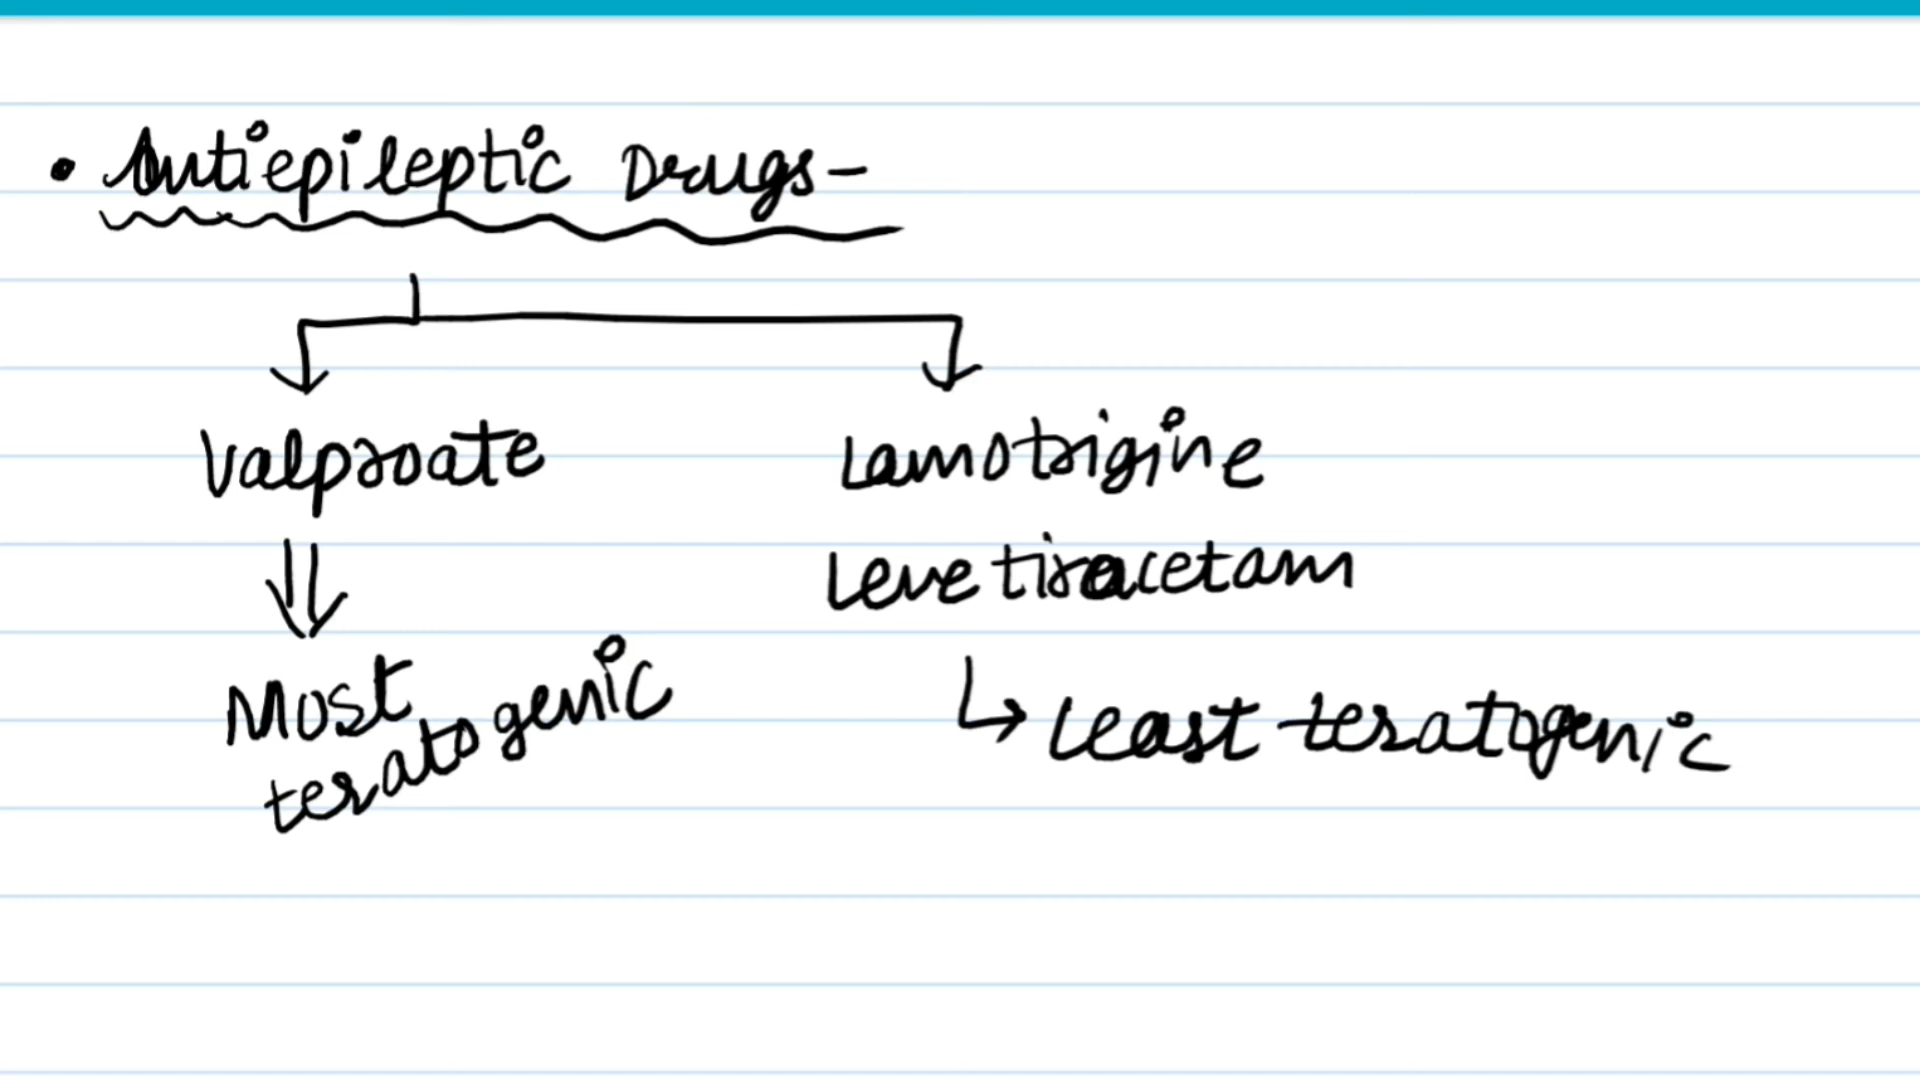 • Antiepileptic Drugs-
Valproate
Lamotrigine
Levetiracetam
Most
teratogenic
Least teratogenic